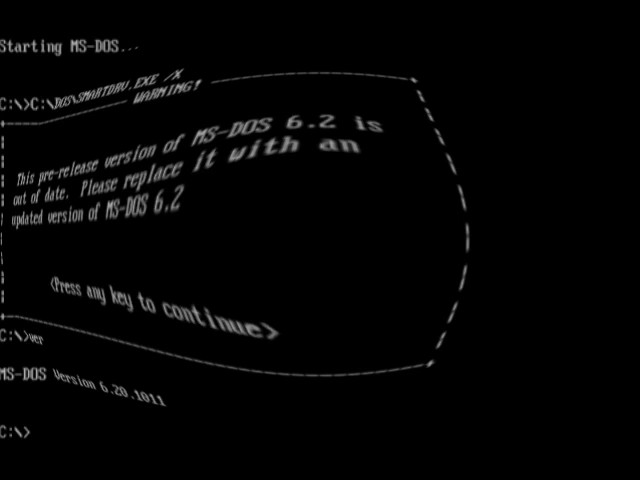 Starting MS-DOS...
C:\>C:\DOS\SMARTDRV.EXE /X
WARNING!
This pre-release version of MS-DOS 6.2 is
out of date. Please replace it with an
updated version of MS-DOS 6.2
<Press any key to continue>
C:\>ver
MS-DOS Version 6.20.1011
C:\>